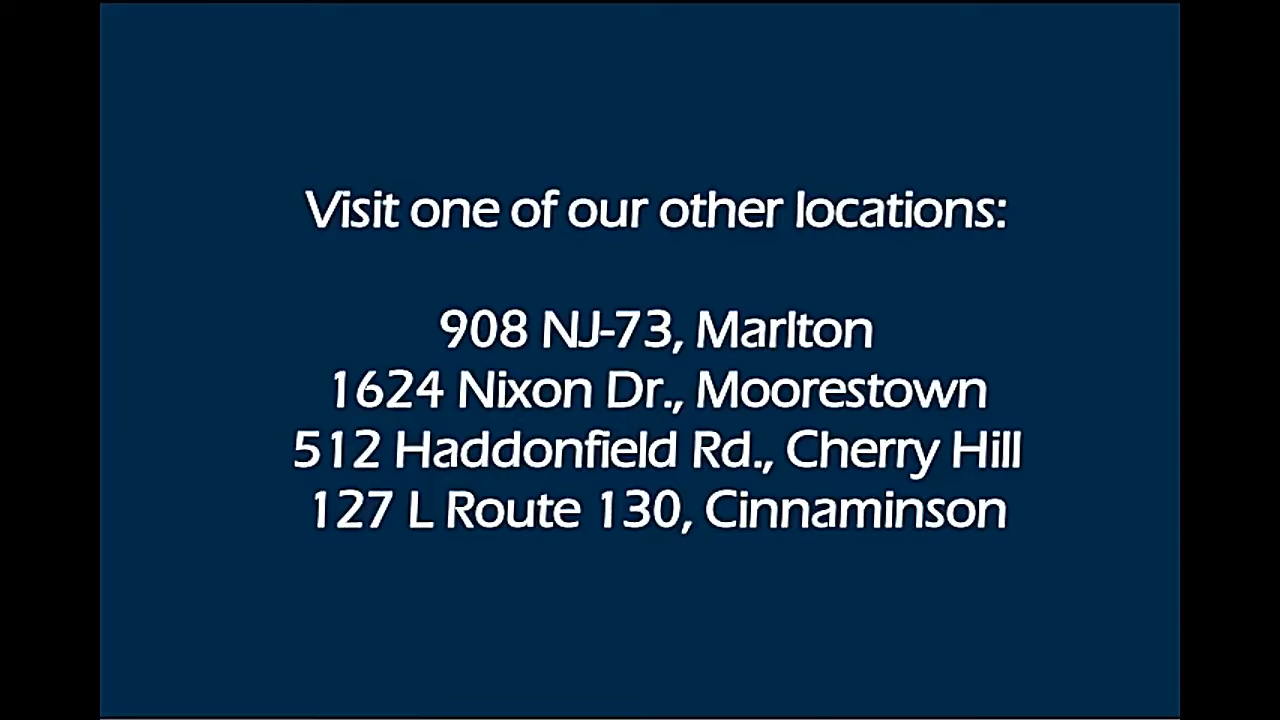 Visit one of our other locations:
908 NJ-73, Marlton
1624 Nixon Dr., Moorestown
512 Haddonfield Rd., Cherry Hill
127 L Route 130, Cinnaminson